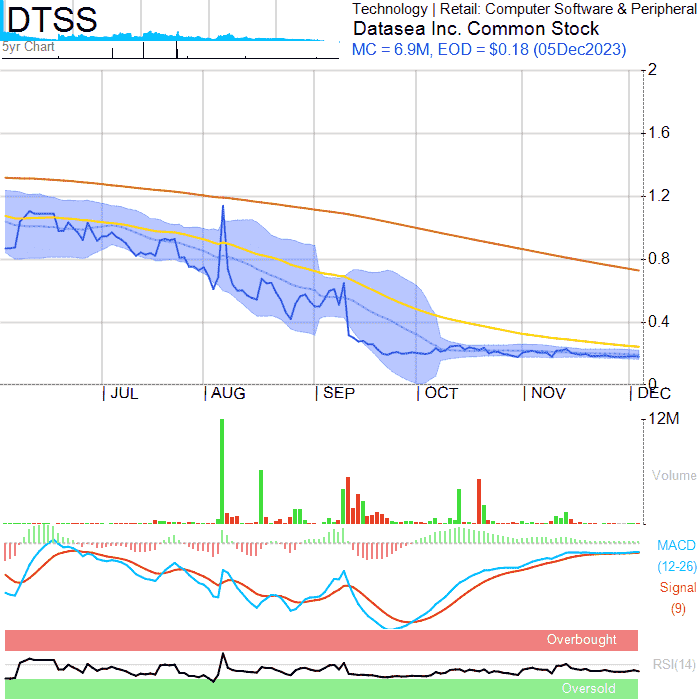 DTSS
5yr Chart
Technology | Retail: Computer Software & Peripheral
Datasea Inc. Common Stock
MC = 6.9M, EOD = $0.18 (05Dec2023)
2
1.6
1.2
0.8
0.4
0
JUL AUG SEP OCT NOV DEC
12M
Volume
MACD
(12-26)
Signal
(9)
Overbought
RSI(14)
Oversold